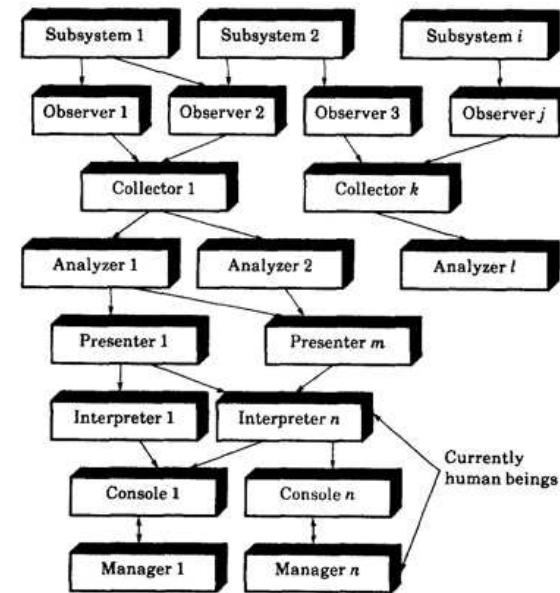 Subsystem 1
Subsystem 2
Subsystem i
Observer 1
Observer 2
Observer 3
Observer j
Collector 1
Collector k
Analyzer 1
Analyzer 2
Analyzer l
Presenter 1
Presenter m
Interpreter 1
Interpreter n
Currently
human beings
Console 1
Console n
Manager 1
Manager n